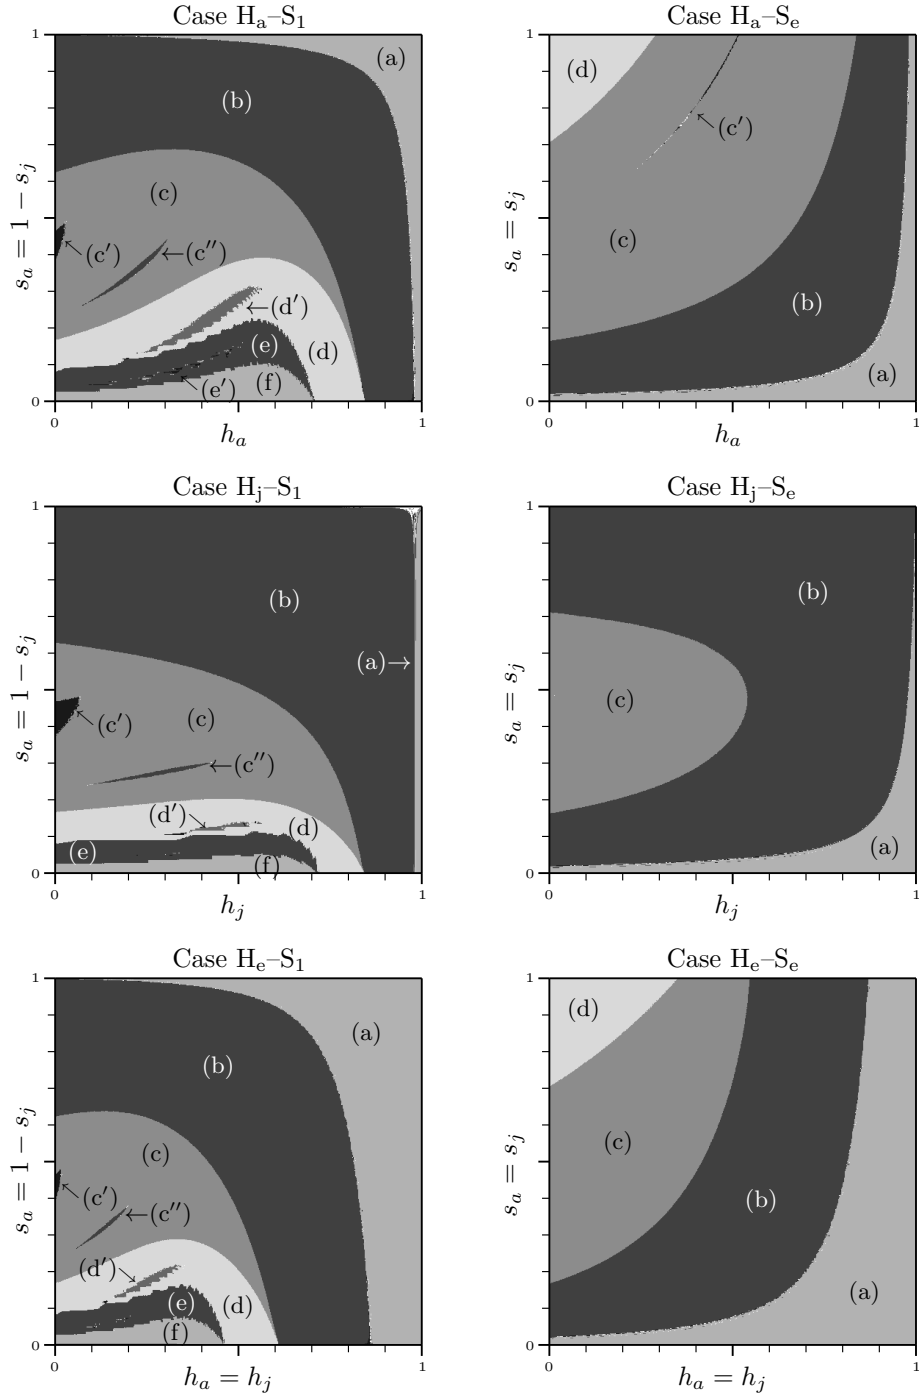 Case Hₐ–S₁
1
(a)
(b)
(c)
(c′)
(c″)
(d′)
(d)
(e)
(e′)
(f)
0
0
1
sₐ = 1 − sⱼ
hₐ
Case Hₐ–Sₑ
1
(d)
(c′)
(c)
(b)
(a)
0
0
1
sₐ = sⱼ
hₐ
Case Hⱼ–S₁
1
(b)
(a)
(c)
(c′)
(c″)
(d′)
(d)
(e)
(f)
0
0
1
sₐ = 1 − sⱼ
hⱼ
Case Hⱼ–Sₑ
1
(b)
(c)
(a)
0
0
1
sₐ = sⱼ
hⱼ
Case Hₑ–S₁
1
(a)
(b)
(c)
(c′)
(c″)
(d′)
(d)
(e)
(f)
0
0
1
sₐ = 1 − sⱼ
hₐ = hⱼ
Case Hₑ–Sₑ
1
(d)
(c)
(b)
(a)
0
0
1
sₐ = sⱼ
hₐ = hⱼ